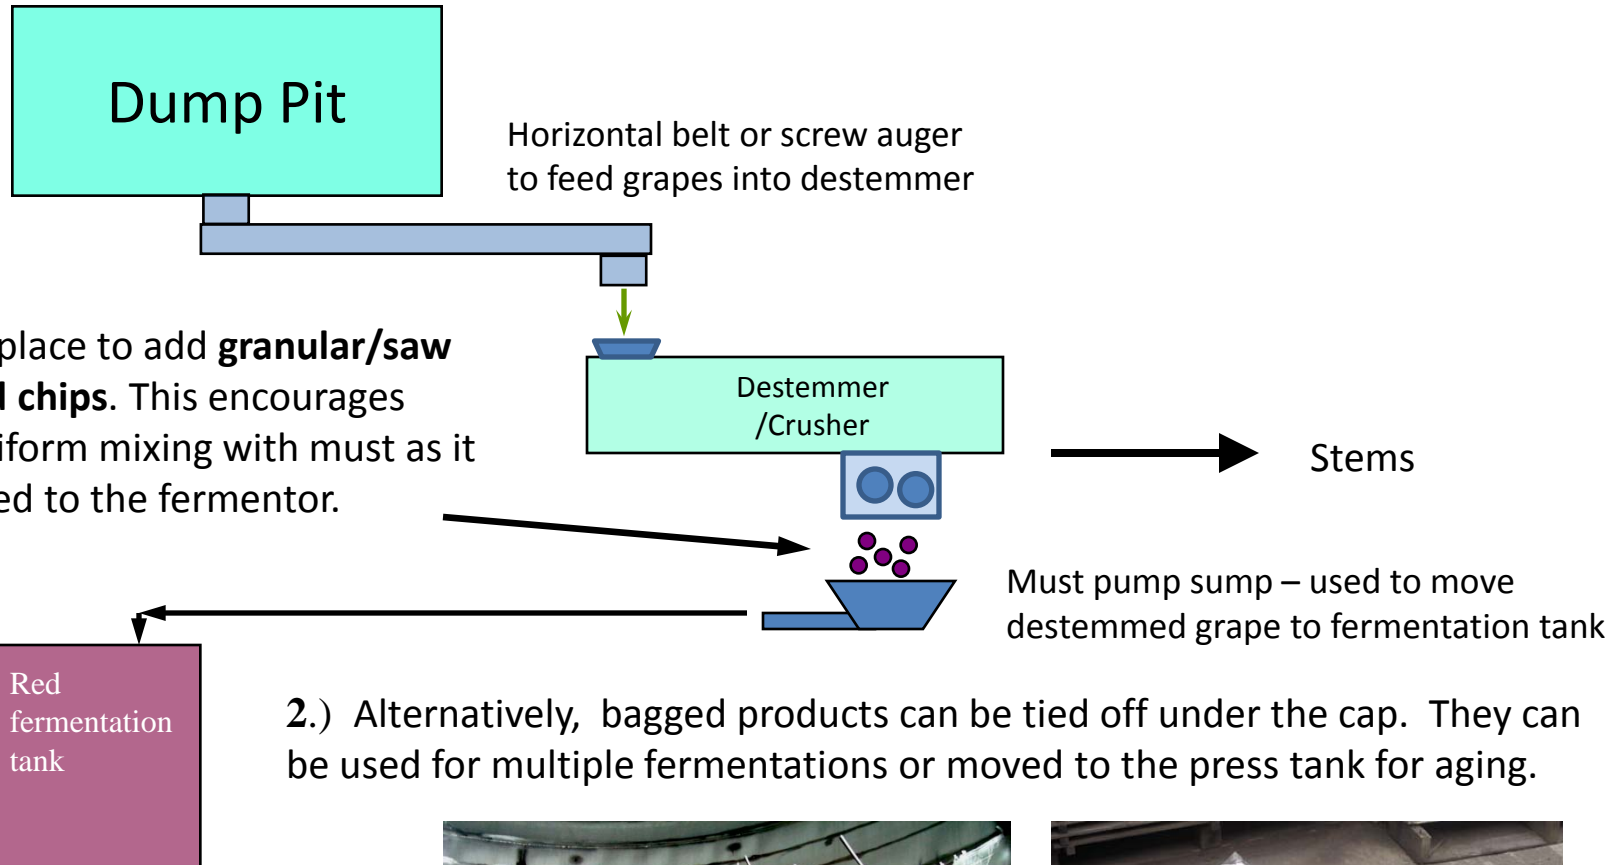 Dump Pit
Horizontal belt or screw auger
to feed grapes into destemmer
place to add granular/saw
chips. This encourages
iform mixing with must as it
ed to the fermentor.
Destemmer
/Crusher
Stems
Must pump sump – used to move
destemmed grape to fermentation tank
Red
fermentation
tank
2.) Alternatively, bagged products can be tied off under the cap. They can
be used for multiple fermentations or moved to the press tank for aging.